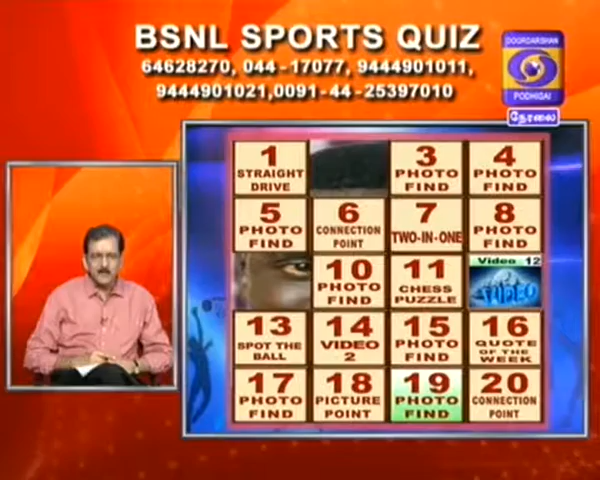 BSNL SPORTS QUIZ
64628270, 044 - 17077, 9444901011,
9444901021,0091 - 44 - 25397010
DOORDARSHAN
PODHIGAI
நேரலை
1
STRAIGHT
DRIVE
3
PHOTO
FIND
4
PHOTO
FIND
5
PHOTO
FIND
6
CONNECTION
POINT
7
TWO-IN-ONE
8
PHOTO
FIND
10
PHOTO
FIND
11
CHESS
PUZZLE
Video 12
VIDEO
13
SPOT THE
BALL
14
VIDEO
2
15
PHOTO
FIND
16
QUOTE
OF THE
WEEK
17
PHOTO
FIND
18
PICTURE
POINT
19
PHOTO
FIND
20
CONNECTION
POINT